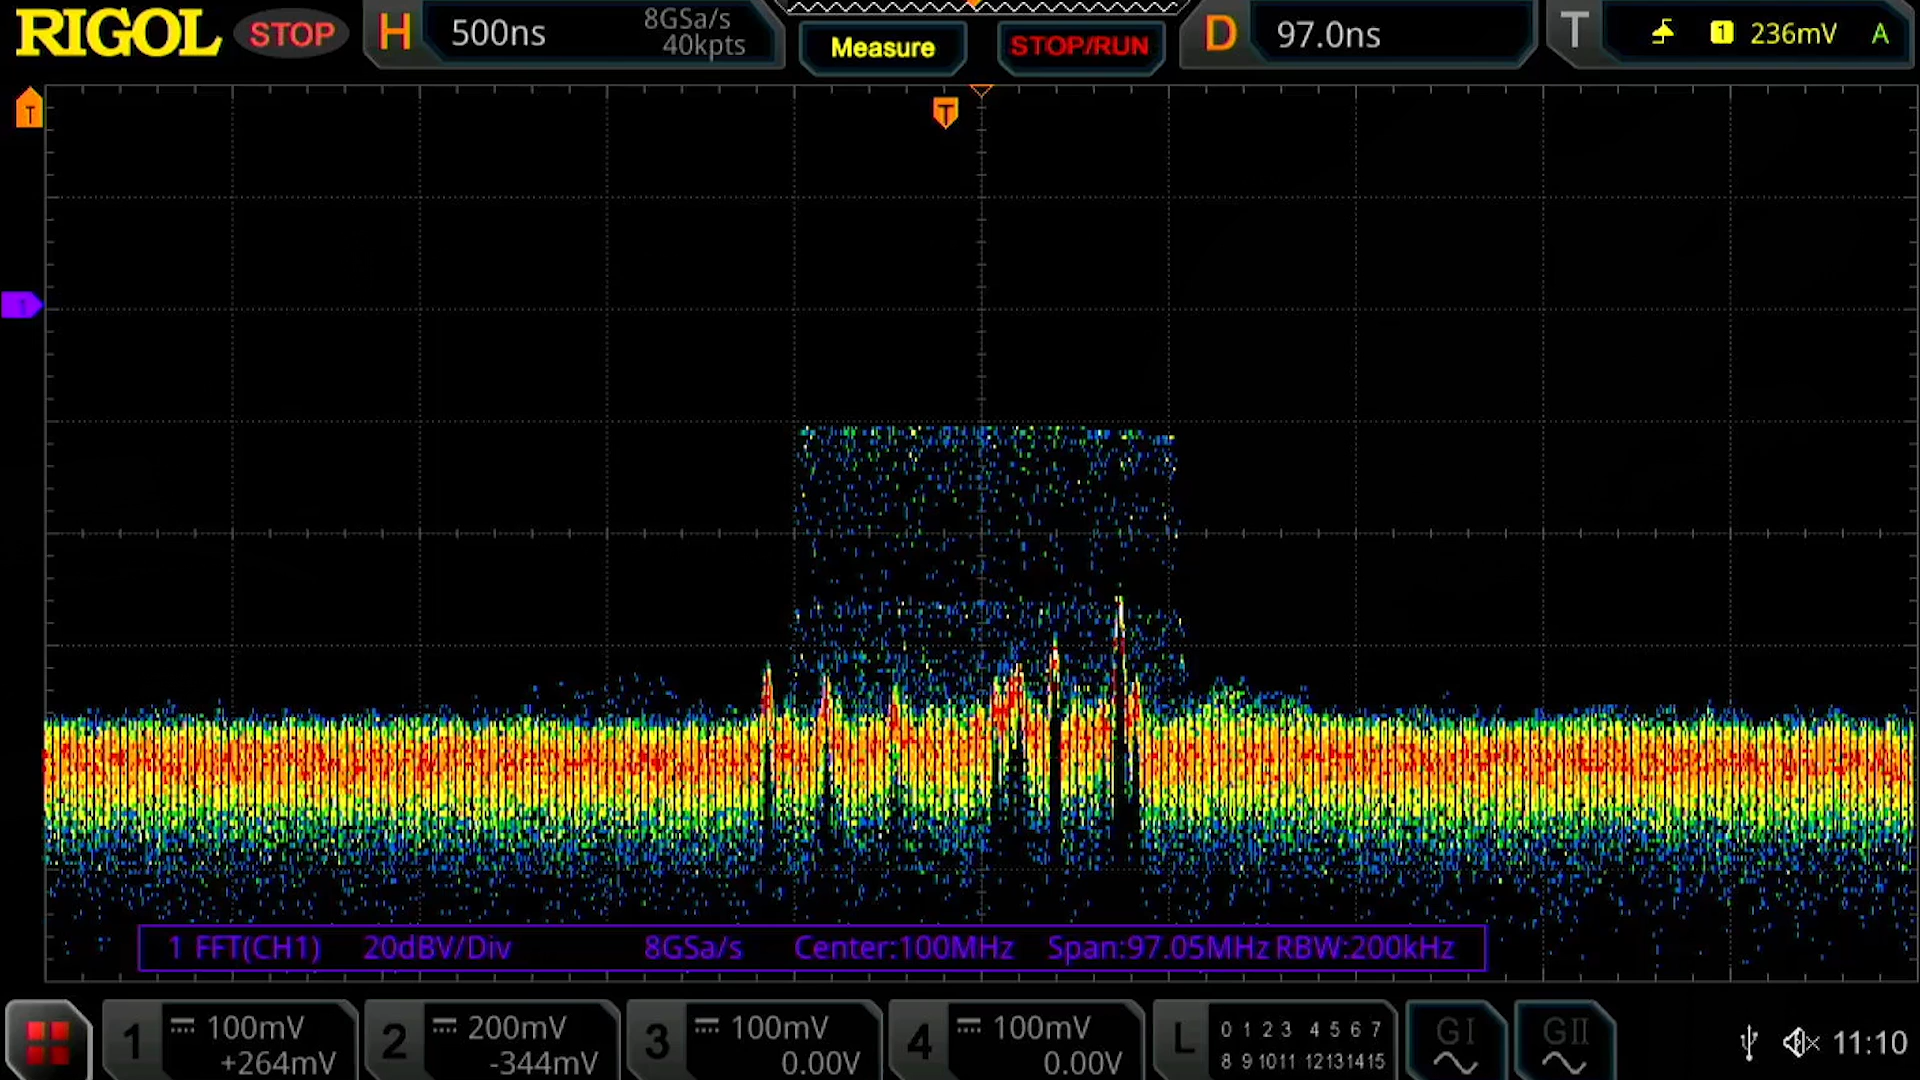 RIGOL STOP H 500ns 8GSa/s 40kpts Measure STOP/RUN D 97.0ns T 1 236mV A
T
T
1
1 FFT(CH1) 20dBV/Div 8GSa/s Center:100MHz Span:97.05MHz RBW:200kHz
1 100mV +264mV 2 200mV -344mV 3 100mV 0.00V 4 100mV 0.00V L 0 1 2 3 4 5 6 7 GI GII 11:10
8 9 10 11 12 13 14 15